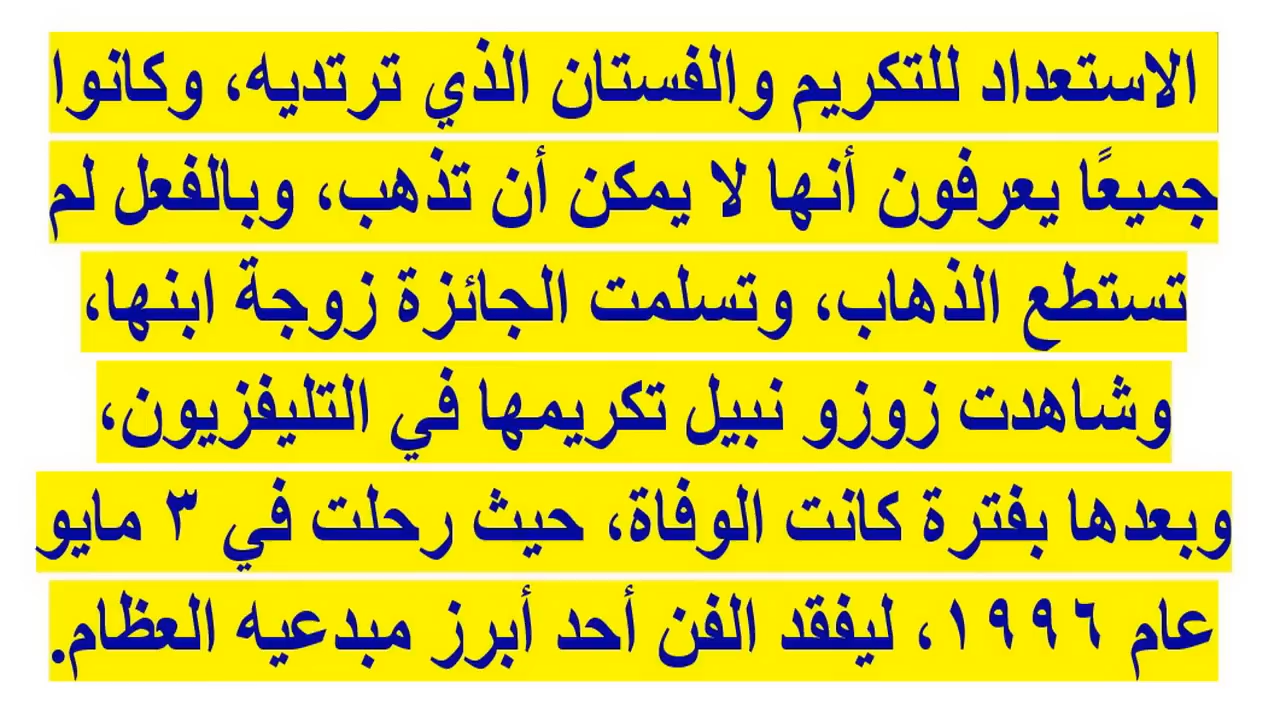 الاستعداد للتكريم والفستان الذي ترتديه، وكانوا
جميعًا يعرفون أنها لا يمكن أن تذهب، وبالفعل لم
تستطع الذهاب، وتسلمت الجائزة زوجة ابنها،
وشاهدت زوزو نبيل تكريمها في التليفزيون،
وبعدها بفترة كانت الوفاة، حيث رحلت في ٣ مايو
عام ١٩٩٦، ليفقد الفن أحد أبرز مبدعيه العظام.